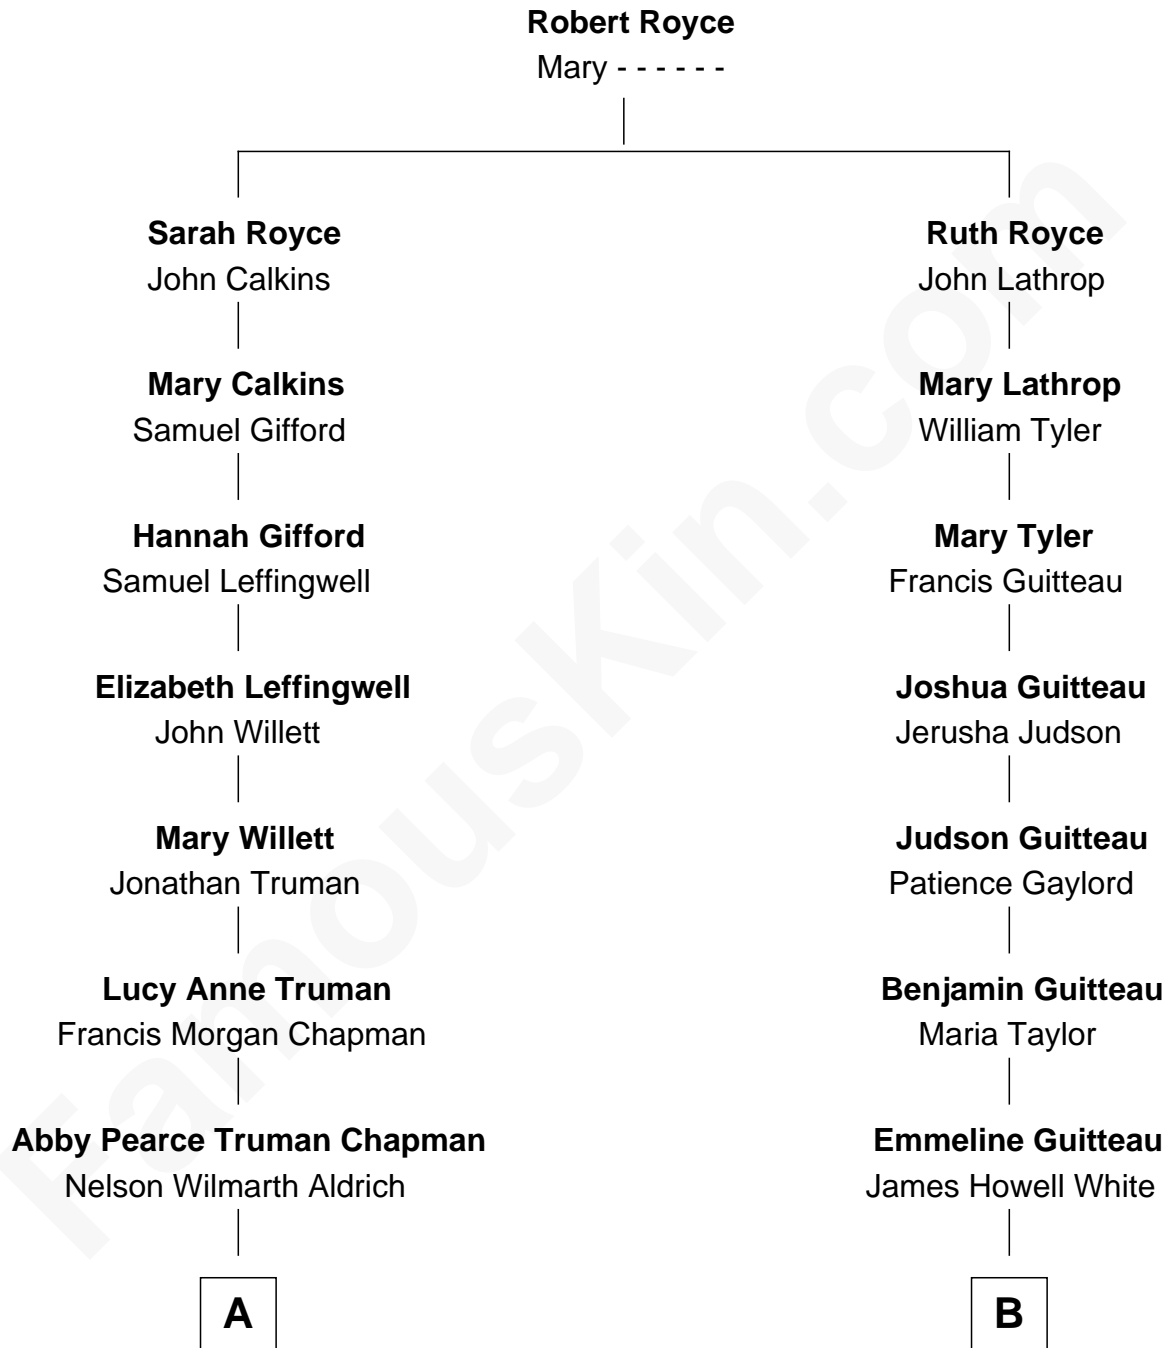 Robert Royce
Mary - - - - - -
Sarah Royce
John Calkins
Ruth Royce
John Lathrop
Mary Calkins
Samuel Gifford
Mary Lathrop
William Tyler
Hannah Gifford
Samuel Leffingwell
Mary Tyler
Francis Guitteau
Elizabeth Leffingwell
John Willett
Joshua Guitteau
Jerusha Judson
Mary Willett
Jonathan Truman
Judson Guitteau
Patience Gaylord
Lucy Anne Truman
Francis Morgan Chapman
Benjamin Guitteau
Maria Taylor
Abby Pearce Truman Chapman
Nelson Wilmarth Aldrich
Emmeline Guitteau
James Howell White
A
B
FamousKin.com